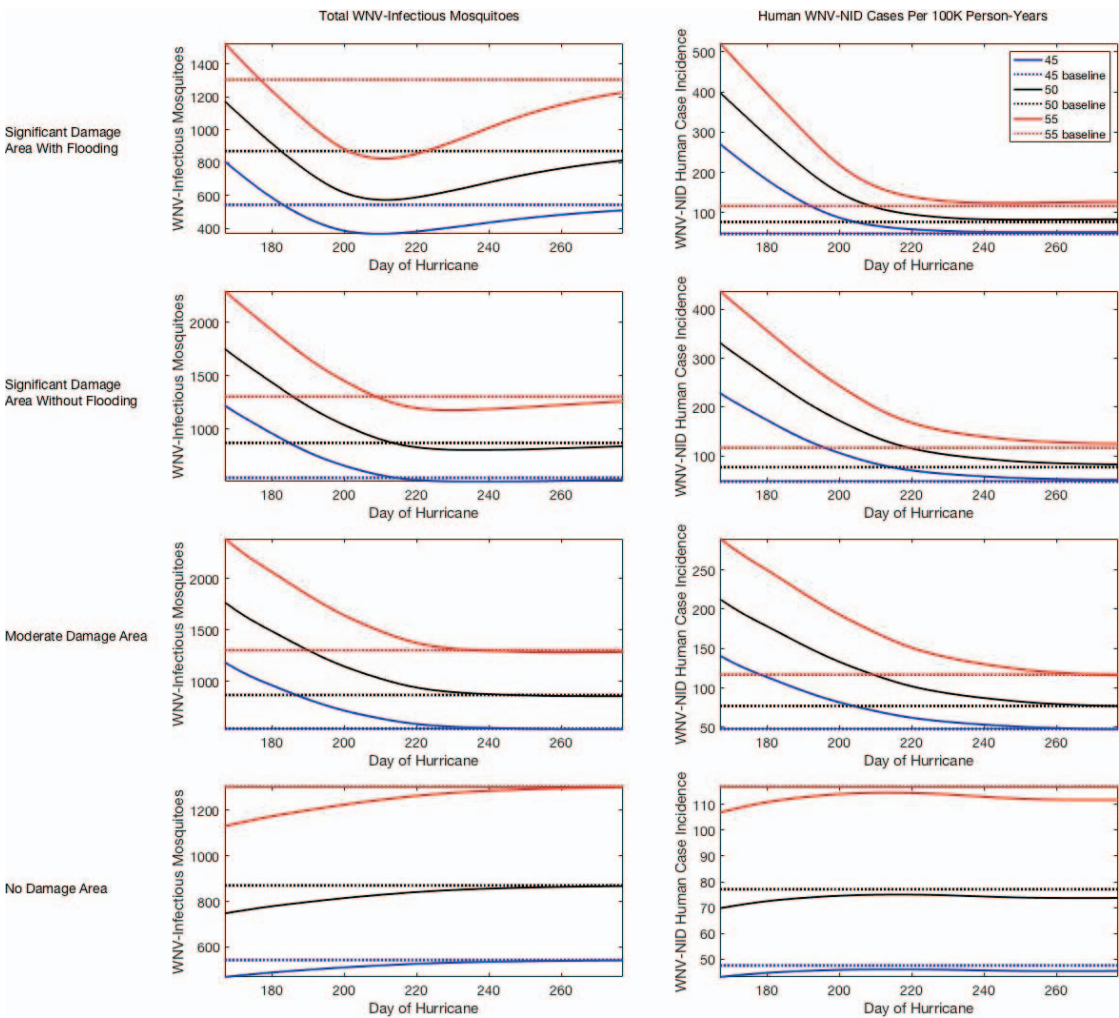 Total WNV-Infectious Mosquitoes
Human WNV-NID Cases Per 100K Person-Years
Significant Damage
Area With Flooding
WNV-Infectious Mosquitoes
1400
1200
1000
800
600
400
180
200
220
240
260
Day of Hurricane
WNV-NID Human Case Incidence
500
400
300
200
100
180
200
220
240
260
Day of Hurricane
45
45 baseline
50
50 baseline
55
55 baseline
Significant Damage
Area Without Flooding
WNV-Infectious Mosquitoes
2000
1500
1000
180
200
220
240
260
Day of Hurricane
WNV-NID Human Case Incidence
400
300
200
100
180
200
220
240
260
Day of Hurricane
Moderate Damage Area
WNV-Infectious Mosquitoes
2000
1500
1000
180
200
220
240
260
Day of Hurricane
WNV-NID Human Case Incidence
250
200
150
100
50
180
200
220
240
260
Day of Hurricane
No Damage Area
WNV-Infectious Mosquitoes
1200
1000
800
600
180
200
220
240
260
Day of Hurricane
WNV-NID Human Case Incidence
110
100
90
80
70
60
50
180
200
220
240
260
Day of Hurricane